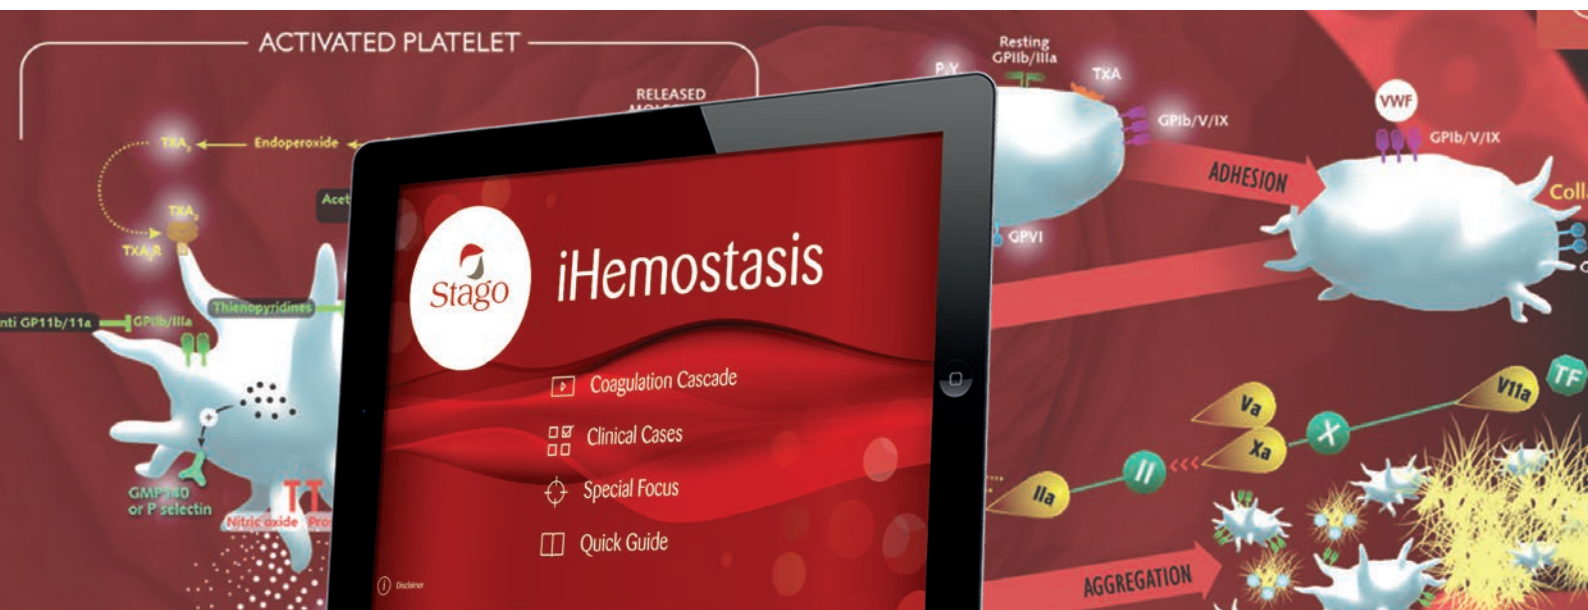 ACTIVATED PLATELET
RELEASED
TXA₂
Endoperoxide
TXA₂
TXA₂R
Thienopyridines
GPIIb/IIIa
GMP140
or P selectin
Nitric oxide
Stago
iHemostasis
Coagulation Cascade
Clinical Cases
Special Focus
Quick Guide
Disclaimer
Resting
GPIIb/IIIa
P₂Y
TXA
GPIb/V/IX
GPVI
ADHESION
VWF
GPIb/V/IX
TF
V11a
Va
X
Xa
II
IIa
AGGREGATION